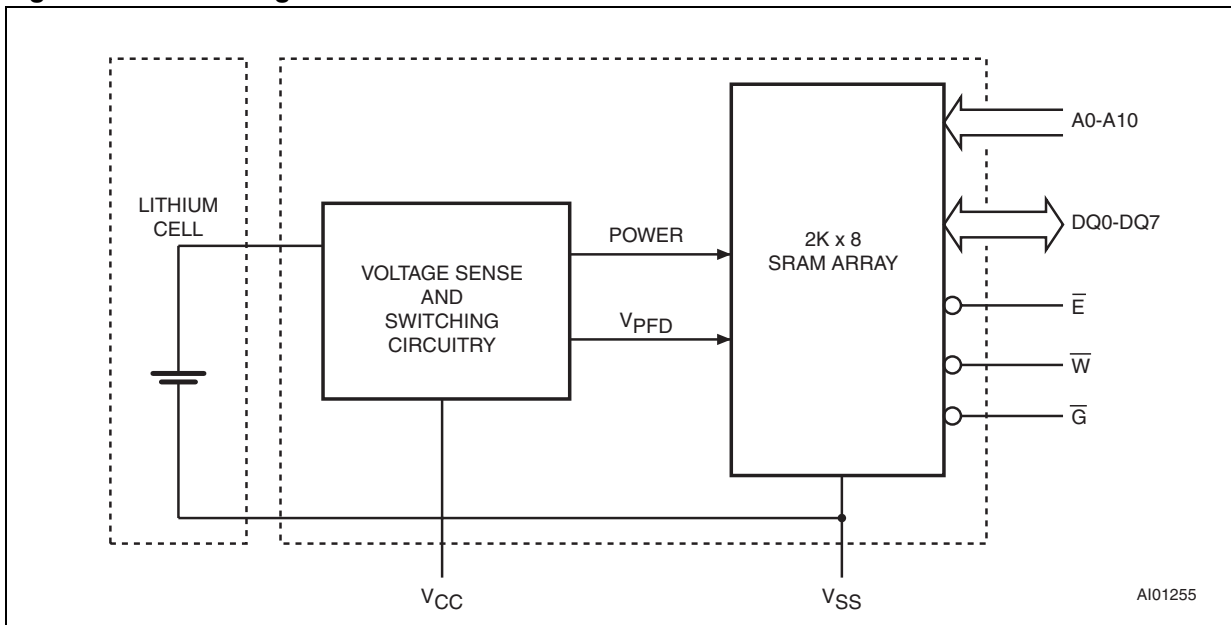 LITHIUM
CELL
VOLTAGE SENSE
AND
SWITCHING
CIRCUITRY
POWER
VPFD
2K x 8
SRAM ARRAY
A0-A10
DQ0-DQ7
E̅
W̅
G̅
VCC
VSS
AI01255